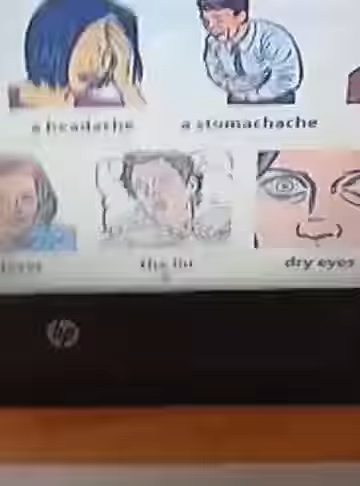 a headache a stomachache
the flu dry eyes
hp